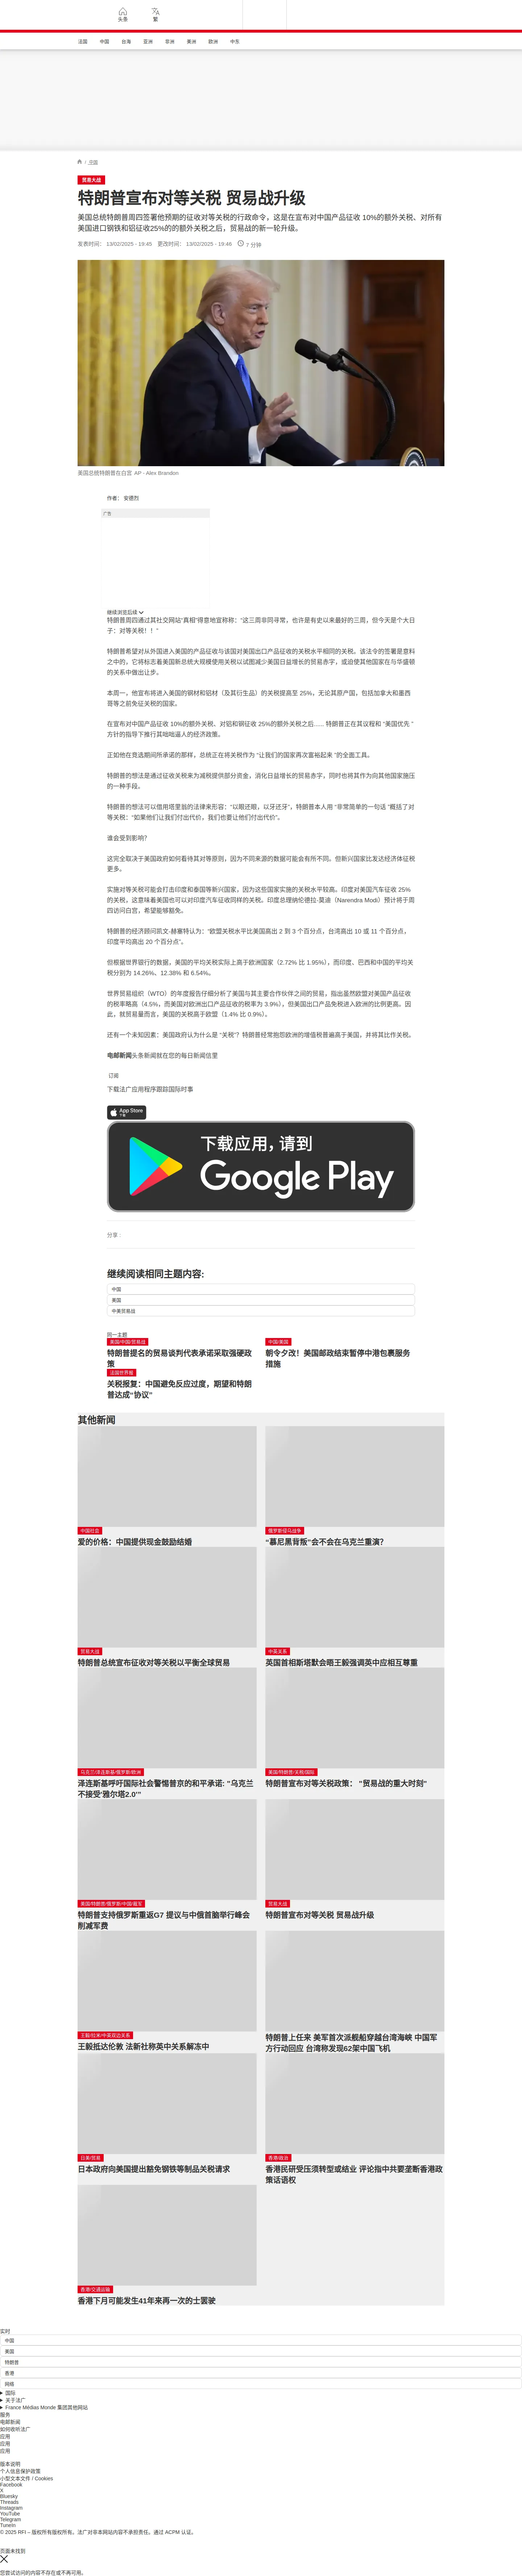 头条
繁
法国
中国
台海
亚洲
非洲
美洲
欧洲
中东
/ 中国
贸易大战
特朗普宣布对等关税 贸易战升级
美国总统特朗普周四签署他预期的征收对等关税的行政命令，这是在宣布对中国产品征收 10%的额外关税、对所有
美国进口钢铁和铝征收25%的的额外关税之后，贸易战的新一轮升级。
发表时间： 13/02/2025 - 19:45 更改时间： 13/02/2025 - 19:46 7 分钟
美国总统特朗普在白宫 AP - Alex Brandon
作者： 安德烈
广告
继续浏览后续
特朗普周四通过其社交网站“真相”得意地宣称称：“这三周非同寻常，也许是有史以来最好的三周，但今天是个大日
子：对等关税！！”
特朗普希望对从外国进入美国的产品征收与该国对美国出口产品征收的关税水平相同的关税。该法令的签署是意料
之中的，它将标志着美国新总统大规模使用关税以试图减少美国日益增长的贸易赤字，或迫使其他国家在与华盛顿
的关系中做出让步。
本周一，他宣布将进入美国的钢材和铝材（及其衍生品）的关税提高至 25%，无论其原产国，包括加拿大和墨西
哥等之前免征关税的国家。
在宣布对中国产品征收 10%的额外关税、对铝和钢征收 25%的额外关税之后...... 特朗普正在其议程和 “美国优先 ”
方针的指导下推行其咄咄逼人的经济政策。
正如他在竞选期间所承诺的那样，总统正在将关税作为 “让我们的国家再次富裕起来 ”的全面工具。
特朗普的想法是通过征收关税来为减税提供部分资金，消化日益增长的贸易赤字，同时也将其作为向其他国家施压
的一种手段。
特朗普的想法可以借用塔里翁的法律来形容：“以眼还眼，以牙还牙”，特朗普本人用 “非常简单的一句话 ”概括了对
等关税：“如果他们让我们付出代价，我们也要让他们付出代价”。
谁会受到影响？
这完全取决于美国政府如何看待其对等原则，因为不同来源的数据可能会有所不同。但新兴国家比发达经济体征税
更多。
实施对等关税可能会打击印度和泰国等新兴国家，因为这些国家实施的关税水平较高。印度对美国汽车征收 25%
的关税，这意味着美国也可以对印度汽车征收同样的关税。印度总理纳伦德拉-莫迪（Narendra Modi）预计将于周
四访问白宫，希望能够豁免。
特朗普的经济顾问凯文·赫塞特认为：“欧盟关税水平比美国高出 2 到 3 个百分点，台湾高出 10 或 11 个百分点，
印度平均高出 20 个百分点”。
但根据世界银行的数据，美国的平均关税实际上高于欧洲国家（2.72% 比 1.95%），而印度、巴西和中国的平均关
税分别为 14.26%、12.38% 和 6.54%。
世界贸易组织（WTO）的年度报告仔细分析了美国与其主要合作伙伴之间的贸易，指出虽然欧盟对美国产品征收
的税率略高（4.5%，而美国对欧洲出口产品征收的税率为 3.9%），但美国出口产品免税进入欧洲的比例更高。因
此，就贸易量而言，美国的关税高于欧盟（1.4% 比 0.9%）。
还有一个未知因素：美国政府认为什么是 “关税”？特朗普经常抱怨欧洲的增值税普遍高于美国，并将其比作关税。
电邮新闻头条新闻就在您的每日新闻信里
订阅
下载法广应用程序跟踪国际时事
App Store
下载
下载应用，请到
Google Play
分享 :
继续阅读相同主题内容:
中国
美国
中美贸易战
同一主题
美国/中国/贸易战
特朗普提名的贸易谈判代表承诺采取强硬政
策
中国/美国
朝令夕改！美国邮政结束暂停中港包裹服务
措施
法国世界报
关税报复：中国避免反应过度，期望和特朗
普达成“协议”
其他新闻
中国社会
爱的价格：中国提供现金鼓励结婚
俄罗斯侵乌战争
“慕尼黑背叛”会不会在乌克兰重演？
贸易大战
特朗普总统宣布征收对等关税以平衡全球贸易
中英关系
英国首相斯塔默会晤王毅强调英中应相互尊重
乌克兰/泽连斯基/俄罗斯/欧洲
泽连斯基呼吁国际社会警惕普京的和平承诺: "乌克兰
不接受‘雅尔塔2.0’"
美国/特朗普/关税/国际
特朗普宣布对等关税政策： “贸易战的重大时刻”
美国/特朗普/俄罗斯/中国/裁军
特朗普支持俄罗斯重返G7 提议与中俄首脑举行峰会
削减军费
贸易大战
特朗普宣布对等关税 贸易战升级
王毅/拉米/中英双边关系
王毅抵达伦敦 法新社称英中关系解冻中
特朗普上任来 美军首次派舰船穿越台湾海峡 中国军
方行动回应 台湾称发现62架中国飞机
日美/贸易
日本政府向美国提出豁免钢铁等制品关税请求
香港/政治
香港民研受压须转型或结业 评论指中共要垄断香港政
策话语权
香港/交通运输
香港下月可能发生41年来再一次的士罢驶
实时
中国
美国
特朗普
香港
网络
国际
关于法广
France Médias Monde 集团其他网站
服务
电邮新闻
如何收听法广
应用
应用
应用
版本说明
个人信息保护政策
小型文本文件 / Cookies
Facebook
X
Bluesky
Threads
Instagram
YouTube
Telegram
TuneIn
© 2025 RFI – 版权所有版权所有。法广对非本网站内容不承担责任。通过 ACPM 认证。
页面未找到
您尝试访问的内容不存在或不再可用。